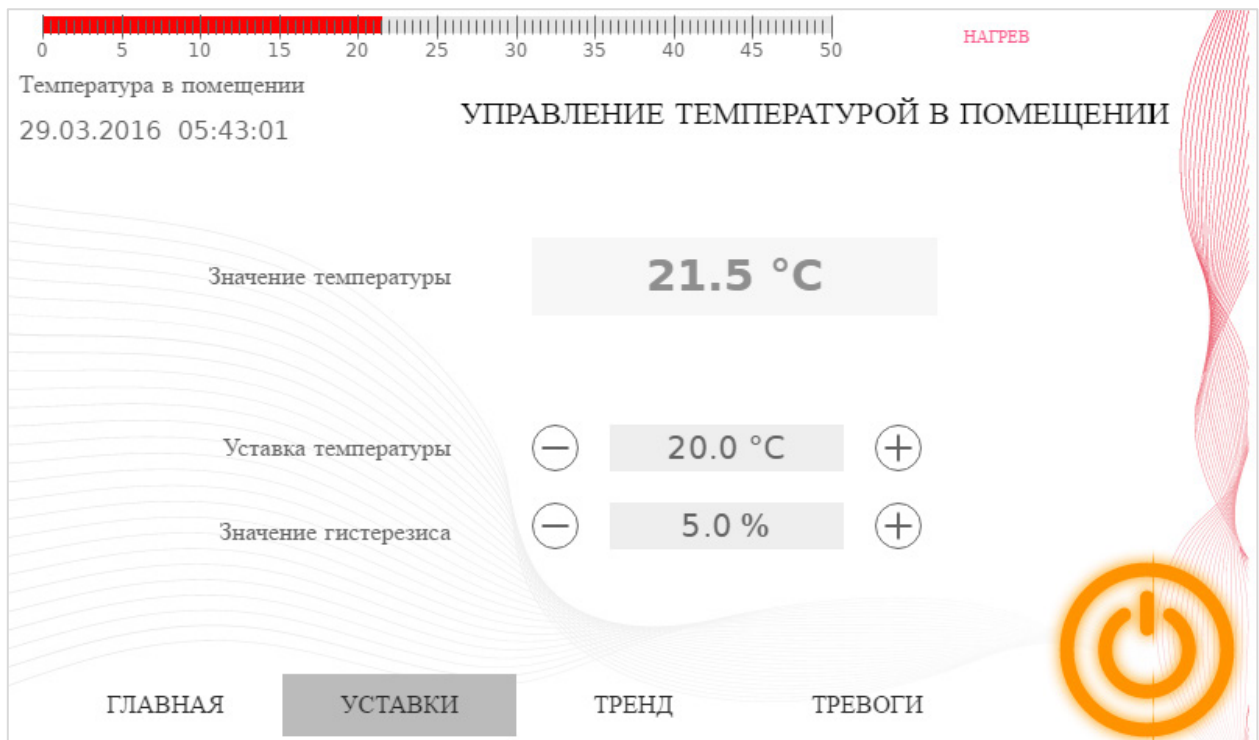 0 5 10 15 20 25 30 35 40 45 50
НАГРЕВ
Температура в помещении
29.03.2016 05:43:01
УПРАВЛЕНИЕ ТЕМПЕРАТУРОЙ В ПОМЕЩЕНИИ
Значение температуры 21.5 °C
Уставка температуры 20.0 °C
Значение гистерезиса 5.0 %
ГЛАВНАЯ УСТАВКИ ТРЕНД ТРЕВОГИ